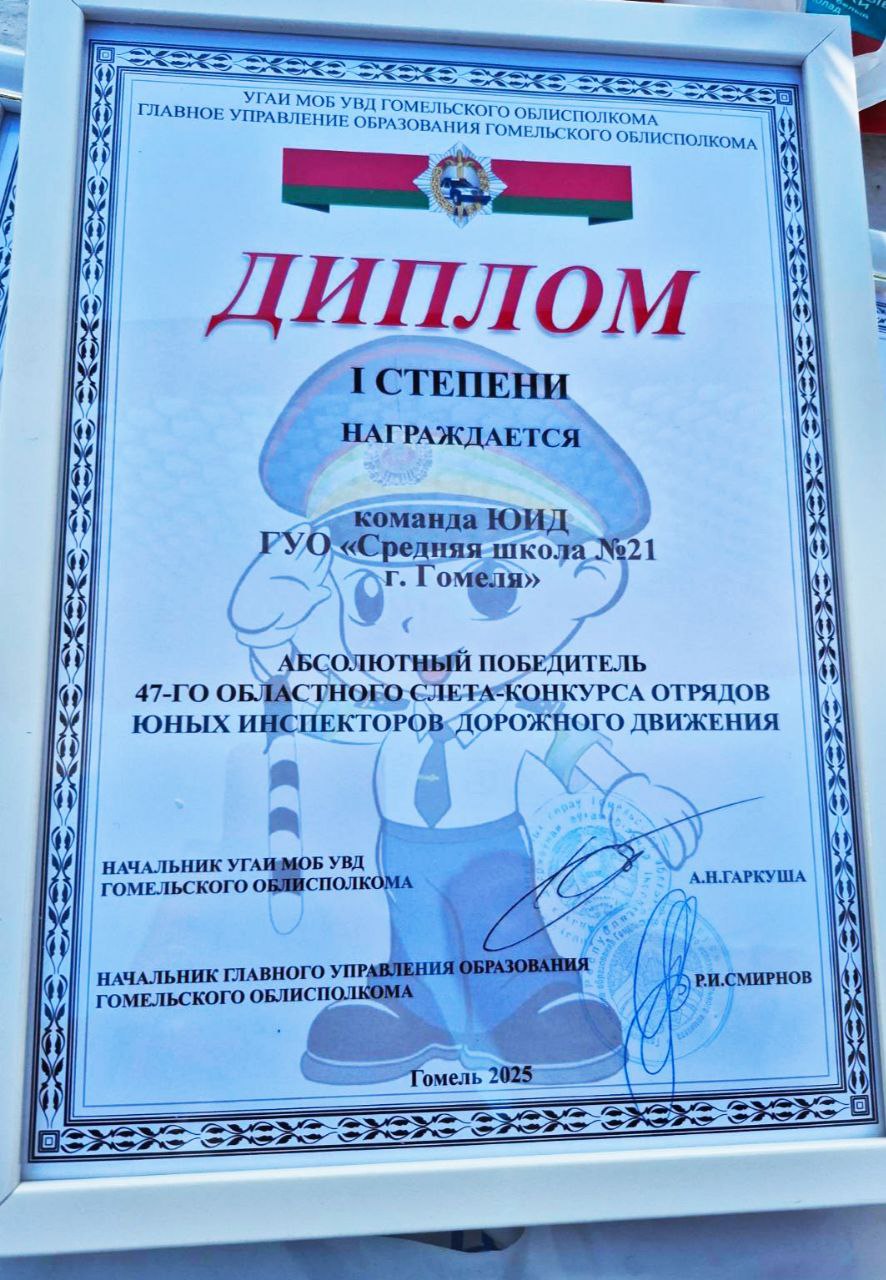 УГАИ МОБ УВД ГОМЕЛЬСКОГО ОБЛИСПОЛКОМА
ГЛАВНОЕ УПРАВЛЕНИЕ ОБРАЗОВАНИЯ ГОМЕЛЬСКОГО ОБЛИСПОЛКОМА
ДИПЛОМ
I СТЕПЕНИ
НАГРАЖДАЕТСЯ
команда ЮИД
ГУО «Средняя школа №21
г. Гомеля»
АБСОЛЮТНЫЙ ПОБЕДИТЕЛЬ
47-ГО ОБЛАСТНОГО СЛЕТА-КОНКУРСА ОТРЯДОВ
ЮНЫХ ИНСПЕКТОРОВ ДОРОЖНОГО ДВИЖЕНИЯ
НАЧАЛЬНИК УГАИ МОБ УВД
ГОМЕЛЬСКОГО ОБЛИСПОЛКОМА
А.Н.ГАРКУША
НАЧАЛЬНИК ГЛАВНОГО УПРАВЛЕНИЯ ОБРАЗОВАНИЯ
ГОМЕЛЬСКОГО ОБЛИСПОЛКОМА
Р.И.СМИРНОВ
Гомель 2025